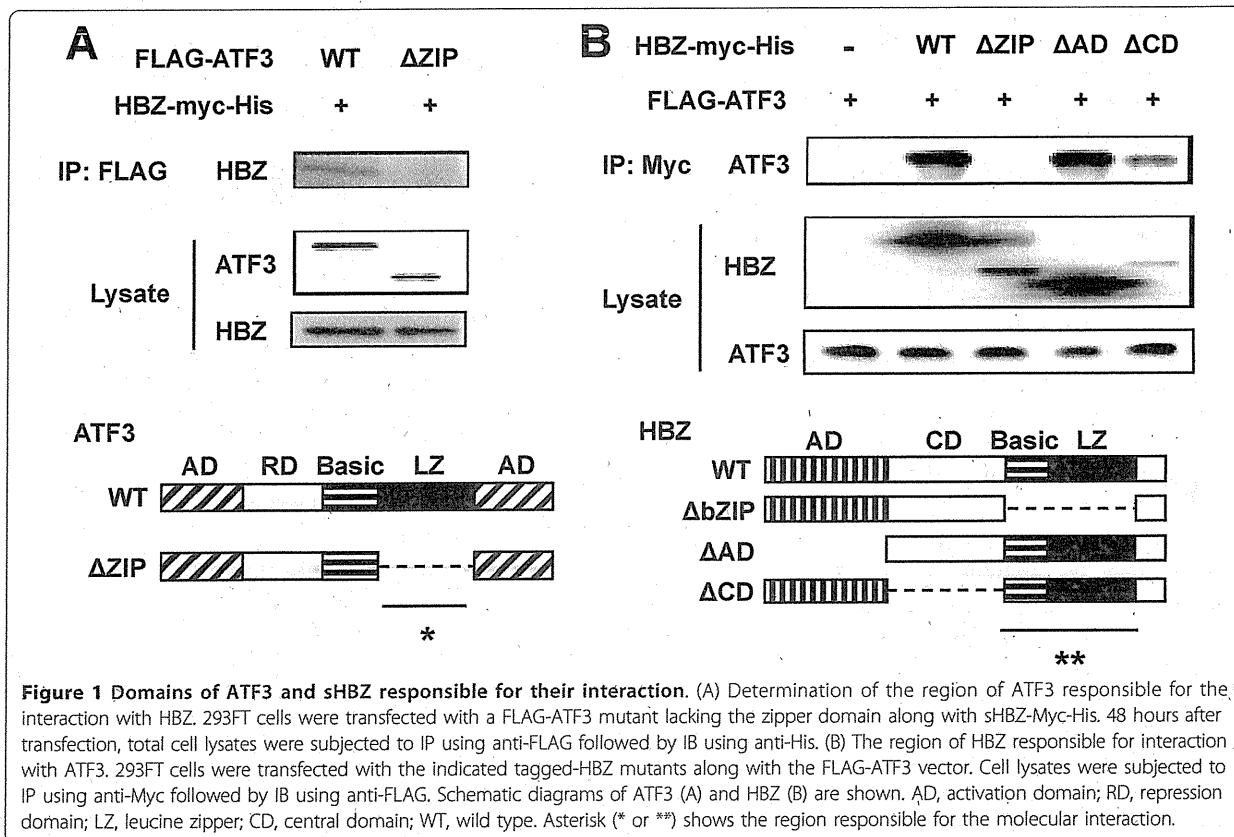 A
FLAG-ATF3 WT ΔZIP
HBZ-myc-His + +
IP: FLAG HBZ
Lysate ATF3
HBZ
ATF3
AD RD Basic LZ AD
WT
ΔZIP
*
B
HBZ-myc-His - WT ΔZIP ΔAD ΔCD
FLAG-ATF3 + + + + +
IP: Myc ATF3
Lysate HBZ
ATF3
HBZ
AD CD Basic LZ
WT
ΔbZIP
ΔAD
ΔCD
**
Figure 1 Domains of ATF3 and sHBZ responsible for their interaction. (A) Determination of the region of ATF3 responsible for the
interaction with HBZ. 293FT cells were transfected with a FLAG-ATF3 mutant lacking the zipper domain along with sHBZ-Myc-His. 48 hours after
transfection, total cell lysates were subjected to IP using anti-FLAG followed by IB using anti-His. (B) The region of HBZ responsible for interaction
with ATF3. 293FT cells were transfected with the indicated tagged-HBZ mutants along with the FLAG-ATF3 vector. Cell lysates were subjected to
IP using anti-Myc followed by IB using anti-FLAG. Schematic diagrams of ATF3 (A) and HBZ (B) are shown. AD, activation domain; RD, repression
domain; LZ, leucine zipper; CD, central domain; WT, wild type. Asterisk (* or **) shows the region responsible for the molecular interaction.